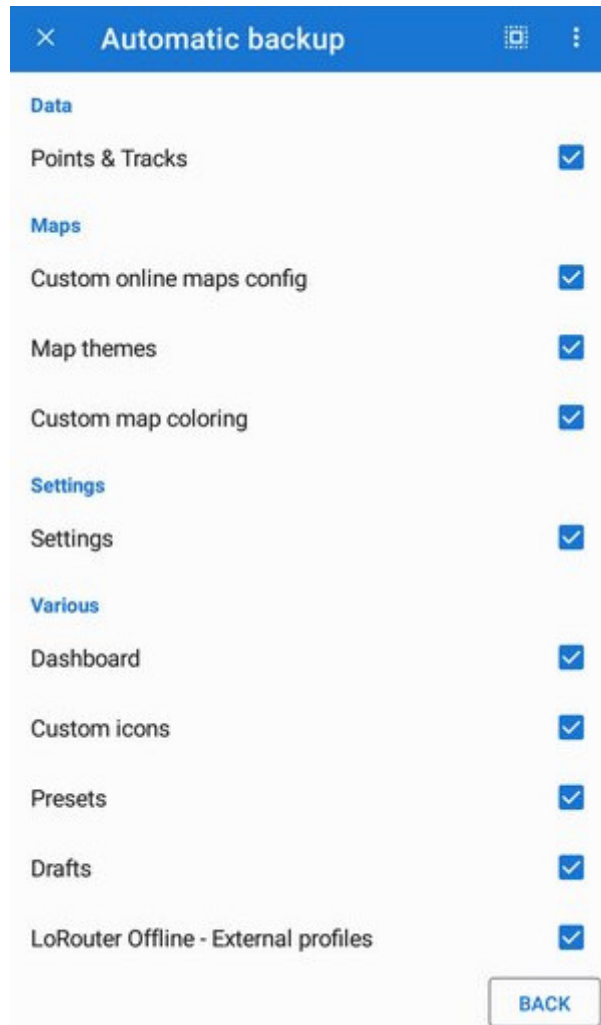 Automatic backup
Data
Points & Tracks
Maps
Custom online maps config
Map themes
Custom map coloring
Settings
Settings
Various
Dashboard
Custom icons
Presets
Drafts
LoRouter Offline - External profiles
BACK